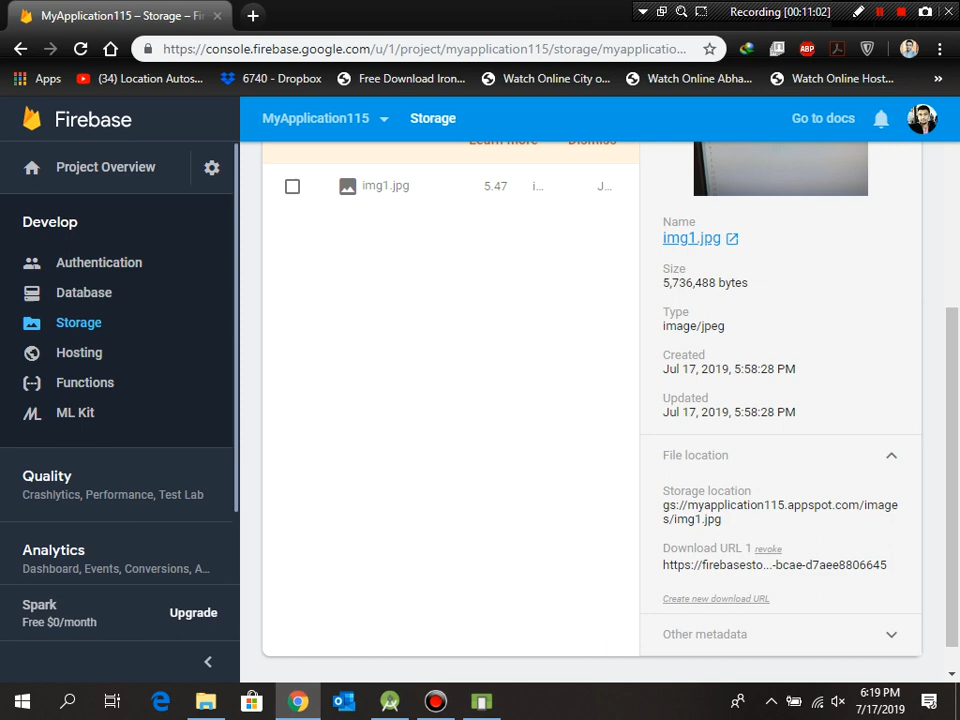 MyApplication115 – Storage – Fir
Recording [00:11:02]
https://console.firebase.google.com/u/1/project/myapplication115/storage/myapplicatio...
ABP
Apps
(34) Location Autos...
6740 - Dropbox
Free Download Iron...
Watch Online City o...
Watch Online Abha...
Watch Online Host...
»
Firebase
MyApplication115
Storage
Go to docs
Project Overview
Learn more
Dismiss
img1.jpg
5.47
i...
J...
Develop
Authentication
Database
Storage
Hosting
Functions
ML Kit
Quality
Crashlytics, Performance, Test Lab
Analytics
Dashboard, Events, Conversions, A...
Spark
Free $0/month
Upgrade
Name
img1.jpg
Size
5,736,488 bytes
Type
image/jpeg
Created
Jul 17, 2019, 5:58:28 PM
Updated
Jul 17, 2019, 5:58:28 PM
File location
Storage location
gs://myapplication115.appspot.com/image
s/img1.jpg
Download URL 1 revoke
https://firebasesto...-bcae-d7aee8806645
Create new download URL
Other metadata
6:19 PM
7/17/2019